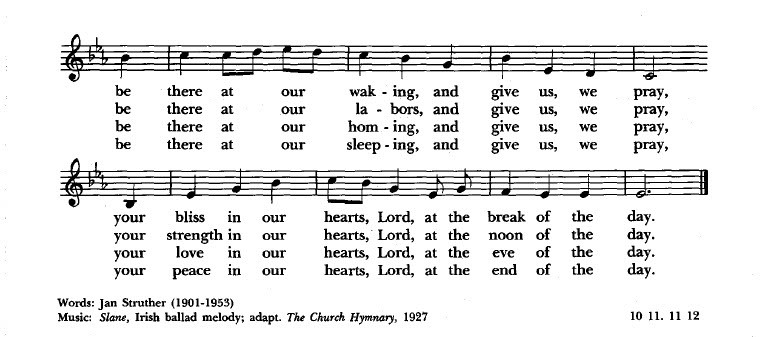 be there at our wak - ing, and give us, we pray,
be there at our la - bors, and give us, we pray,
be there at our hom - ing, and give us, we pray,
be there at our sleep - ing, and give us, we pray,
your bliss in our hearts, Lord, at the break of the day.
your strength in our hearts, Lord, at the noon of the day.
your love in our hearts, Lord, at the eve of the day.
your peace in our hearts, Lord, at the end of the day.
Words: Jan Struther (1901-1953)
Music: Slane, Irish ballad melody; adapt. The Church Hymnary, 1927 10 11. 11 12